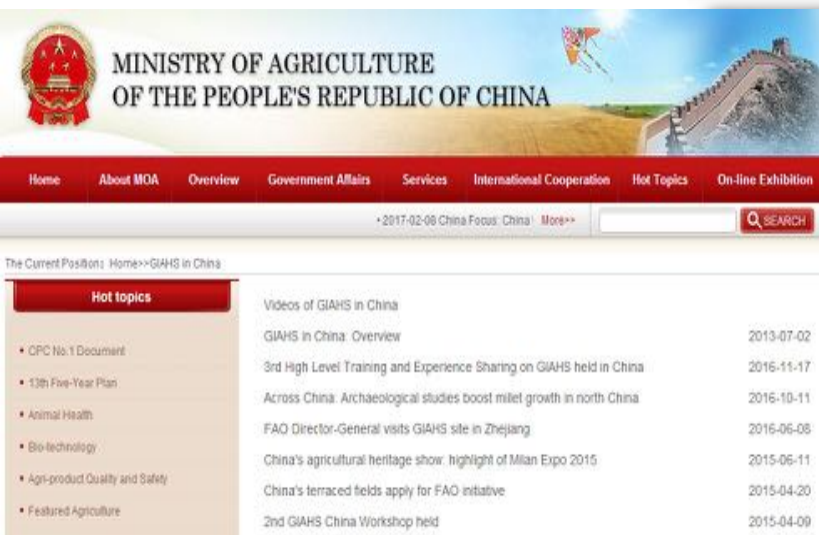 MINISTRY OF AGRICULTURE
OF THE PEOPLE'S REPUBLIC OF CHINA
Home About MOA Overview Government Affairs Services International Cooperation Hot Topics On-line Exhibition
• 2017-02-08 China Focus: China' More>> SEARCH
The Current Position: Home>>GIAHS in China
Hot topics
• CPC No.1 Document
• 13th Five-Year Plan
• Animal Health
• Bio-technology
• Agri-product Quality and Safety
• Featured Agriculture
Videos of GIAHS in China
GIAHS in China: Overview 2013-07-02
3rd High Level Training and Experience Sharing on GIAHS held in China 2016-11-17
Across China: Archaeological studies boost millet growth in north China 2016-10-11
FAO Director-General visits GIAHS site in Zhejiang 2016-06-08
China's agricultural heritage show: highlight of Milan Expo 2015 2015-06-11
China's terraced fields apply for FAO initiative 2015-04-20
2nd GIAHS China Workshop held 2015-04-09